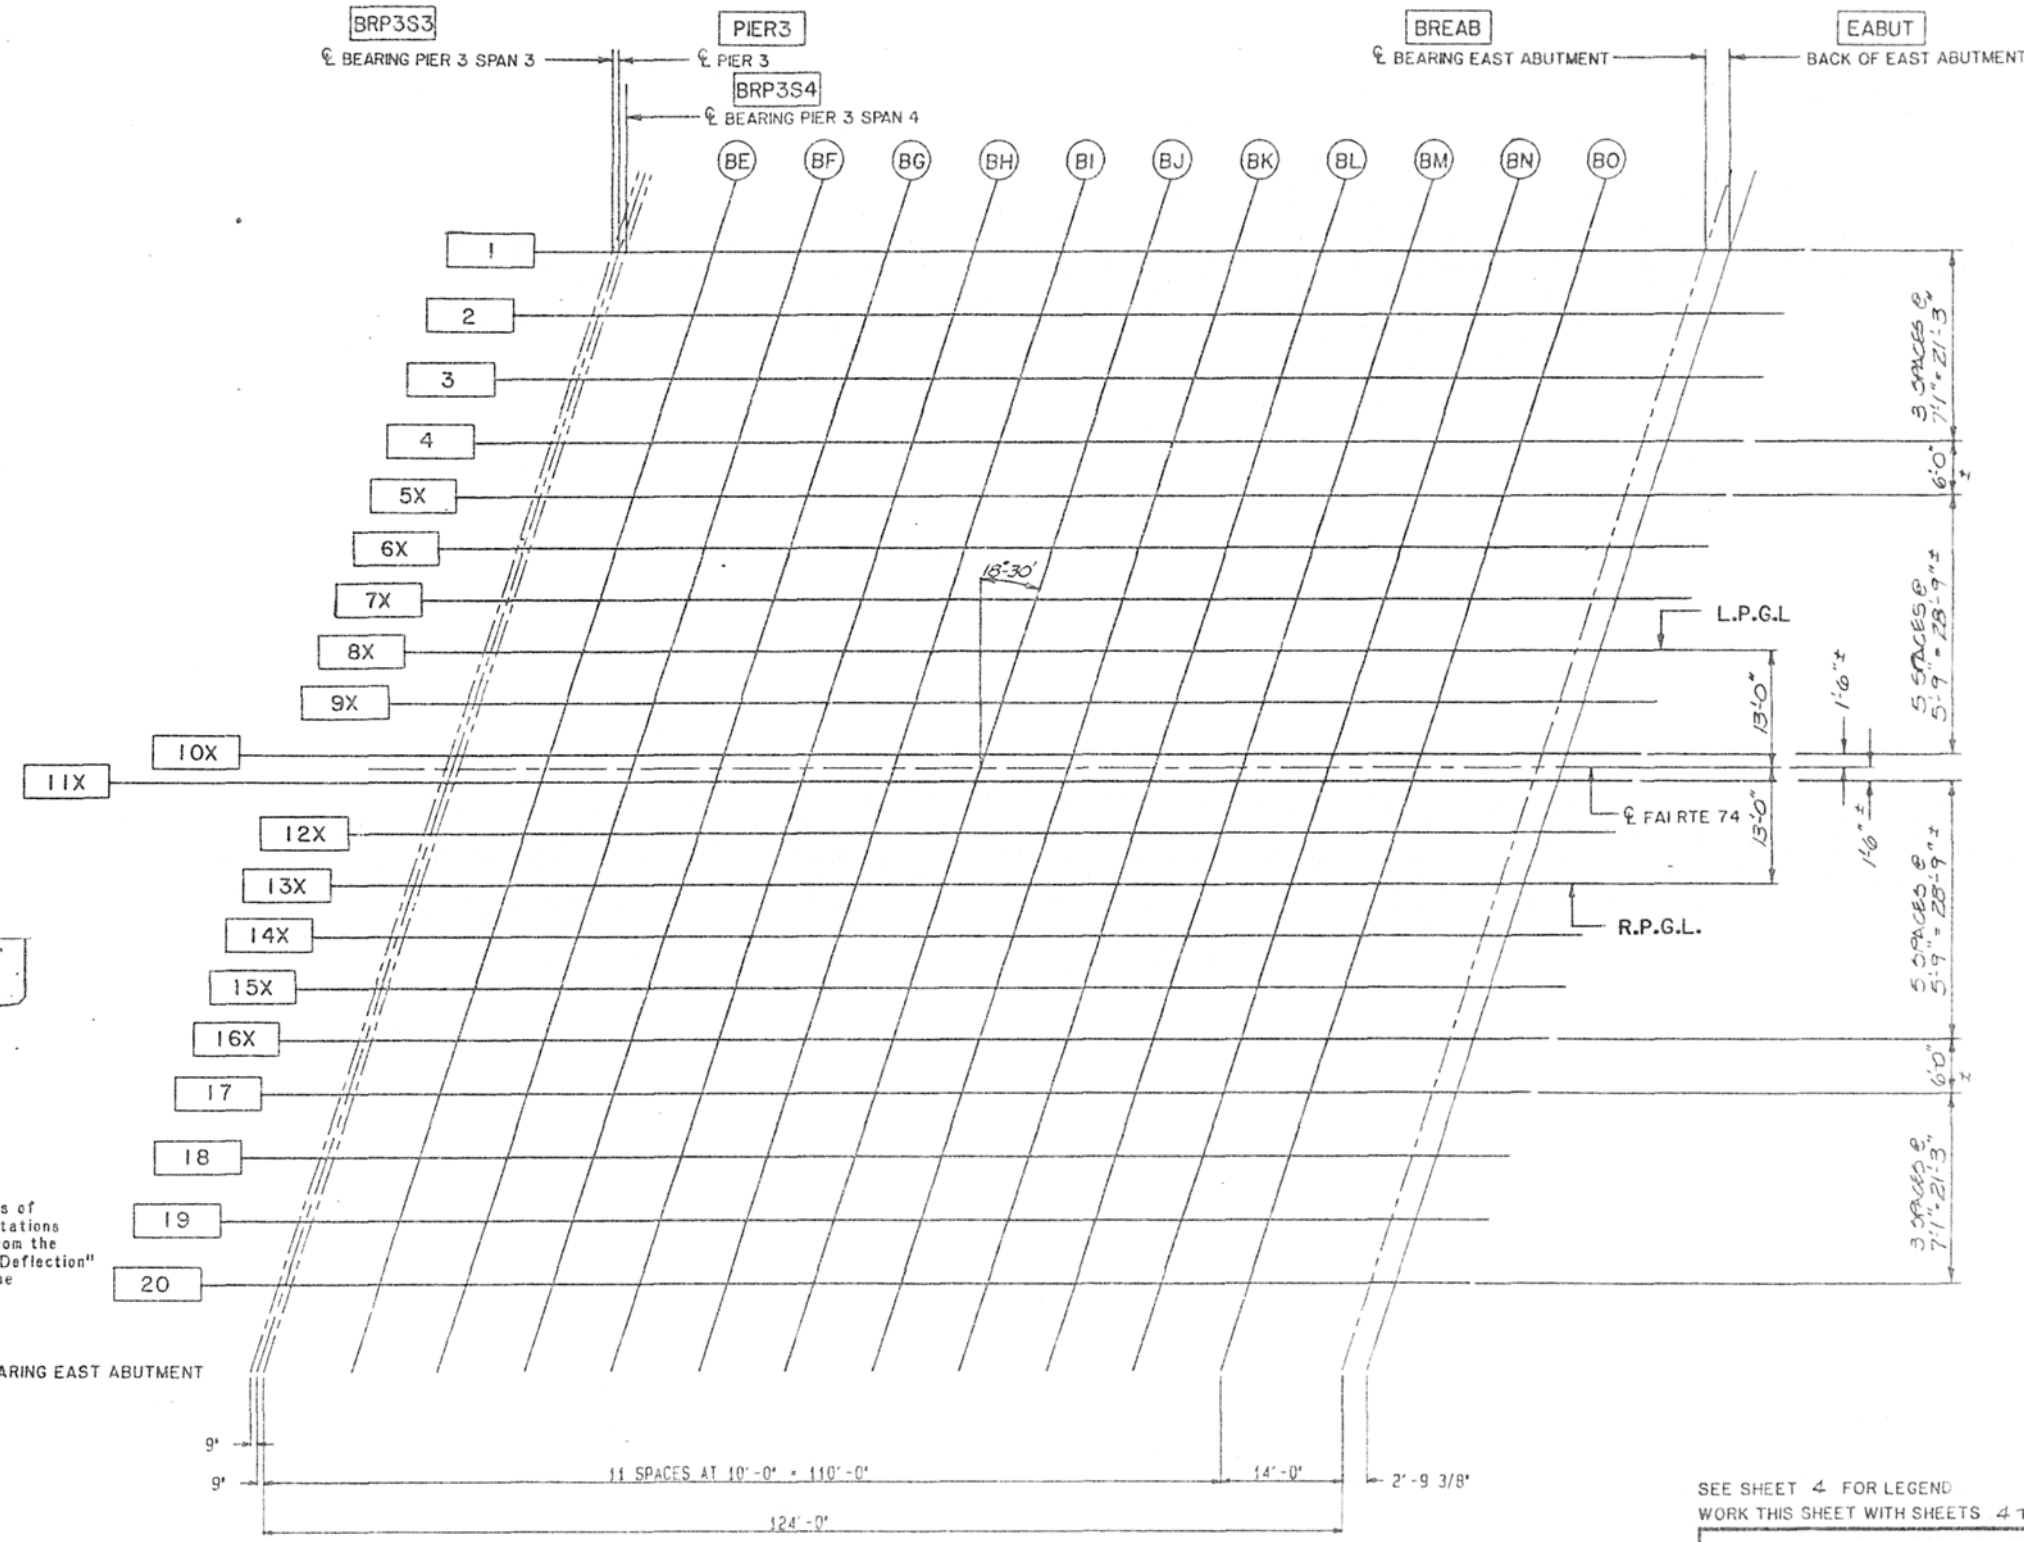 BRP3S3
℄ BEARING PIER 3 SPAN 3
PIER3
℄ PIER 3
BRP3S4
℄ BEARING PIER 3 SPAN 4
BREAB
℄ BEARING EAST ABUTMENT
EABUT
BACK OF EAST ABUTMENT
BE BF BG BH BI BJ BK BL BM BN BO
1
2
3
4
5X
6X
7X
8X
9X
10X
11X
12X
13X
14X
15X
16X
17
18
19
20
18°-30'
L.P.G.L
℄ FAI RTE 74
R.P.G.L.
13'-0"
13'-0"
1'-6"±
1'-6"±
3 SPACES @
7'-1" = 21'-3"
6'-0"
±
5 SPACES @
5'-9" = 28'-9"±
5 SPACES @
5'-9" = 28'-9"±
6'-0"
±
3 SPACES @
7'-1" = 21'-3"
s of
tations
om the
Deflection"
ARING EAST ABUTMENT
9"
9"
11 SPACES AT 10'-0" = 110'-0"
14'-0"
2'-9 3/8"
124'-0"
SEE SHEET 4 FOR LEGEND
WORK THIS SHEET WITH SHEETS 4